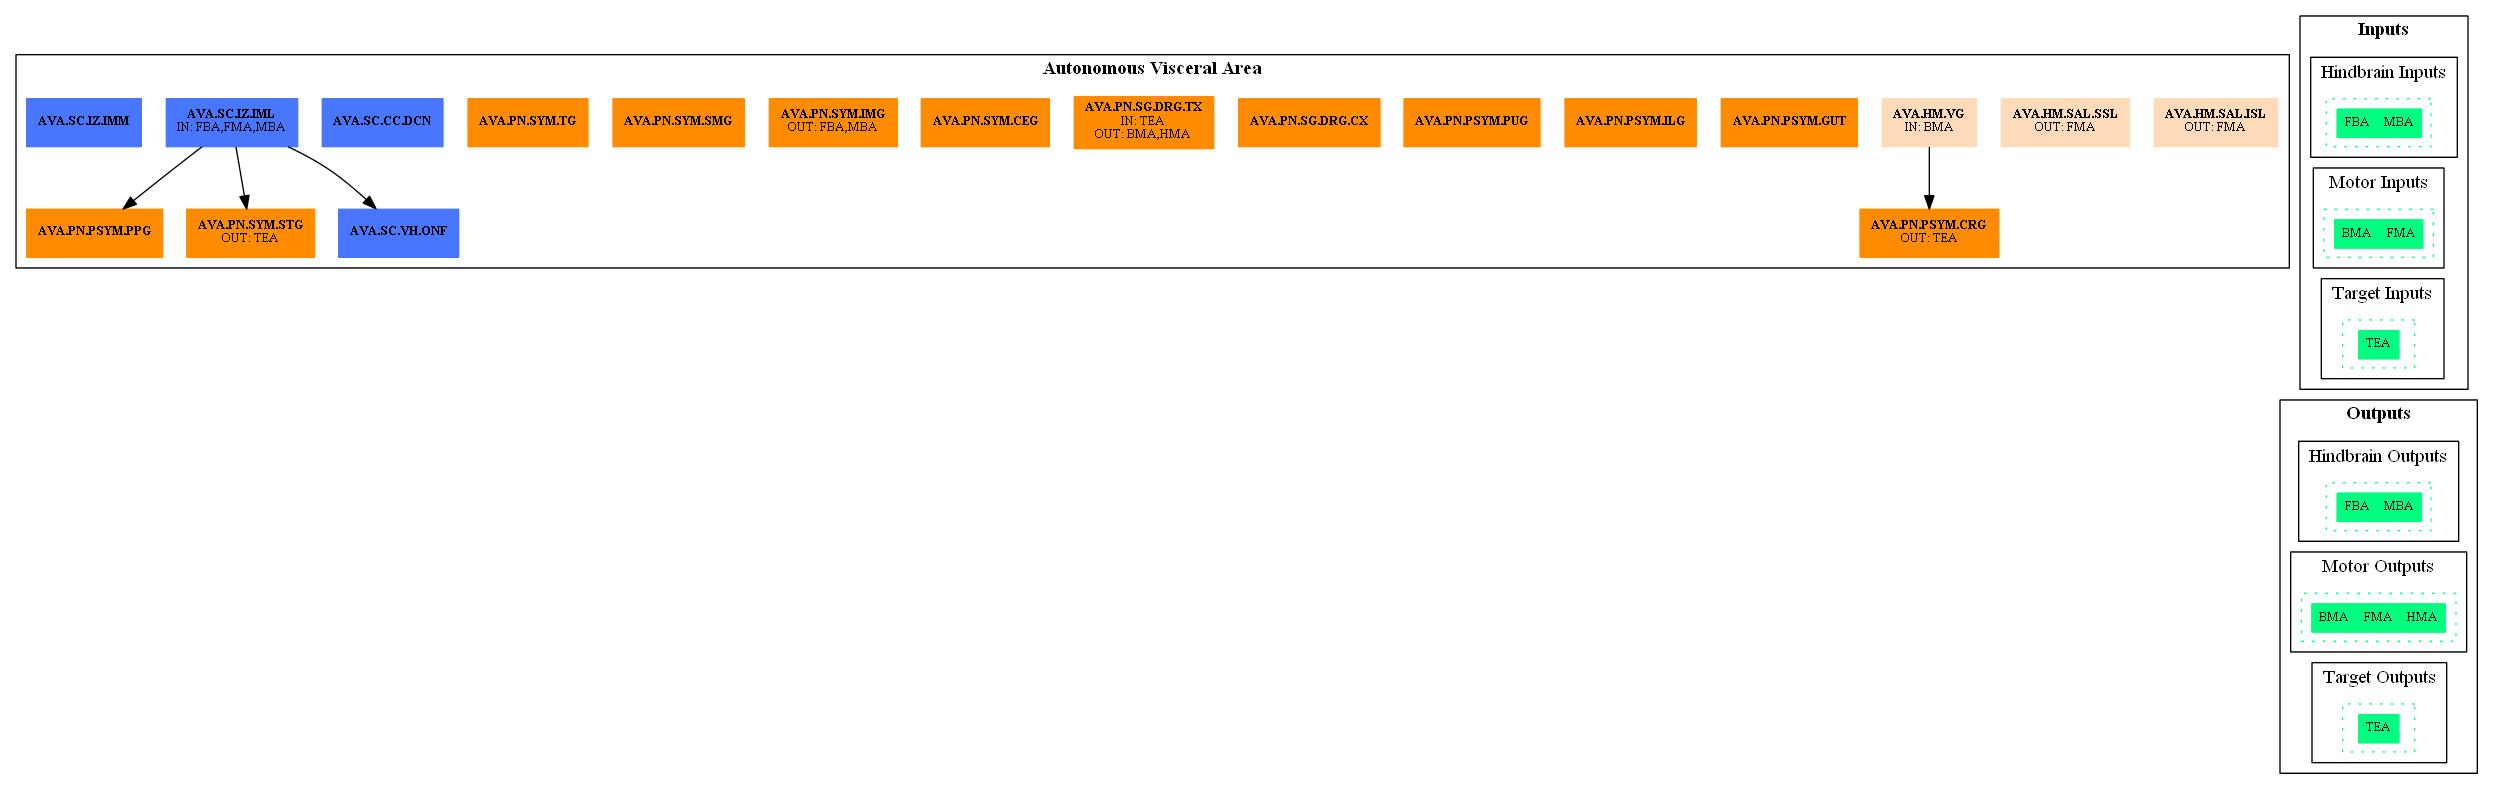 Autonomous Visceral Area
AVA.SC.IZ.IMM
AVA.SC.IZ.IML
IN: FBA,FMA,MBA
AVA.SC.CC.DCN
AVA.PN.SYM.TG
AVA.PN.SYM.SMG
AVA.PN.SYM.IMG
OUT: FBA,MBA
AVA.PN.SYM.CEG
AVA.PN.SG.DRG.TX
IN: TEA
OUT: BMA,HMA
AVA.PN.SG.DRG.CX
AVA.PN.PSYM.PUG
AVA.PN.PSYM.ILG
AVA.PN.PSYM.GUT
AVA.HM.VG
IN: BMA
AVA.HM.SAL.SSL
OUT: FMA
AVA.HM.SAL.ISL
OUT: FMA
AVA.PN.PSYM.PPG
AVA.PN.SYM.STG
OUT: TEA
AVA.SC.VH.ONF
AVA.PN.PSYM.CRG
OUT: TEA
Inputs
Hindbrain Inputs
FBA MBA
Motor Inputs
BMA FMA
Target Inputs
TEA
Outputs
Hindbrain Outputs
FBA MBA
Motor Outputs
BMA FMA HMA
Target Outputs
TEA